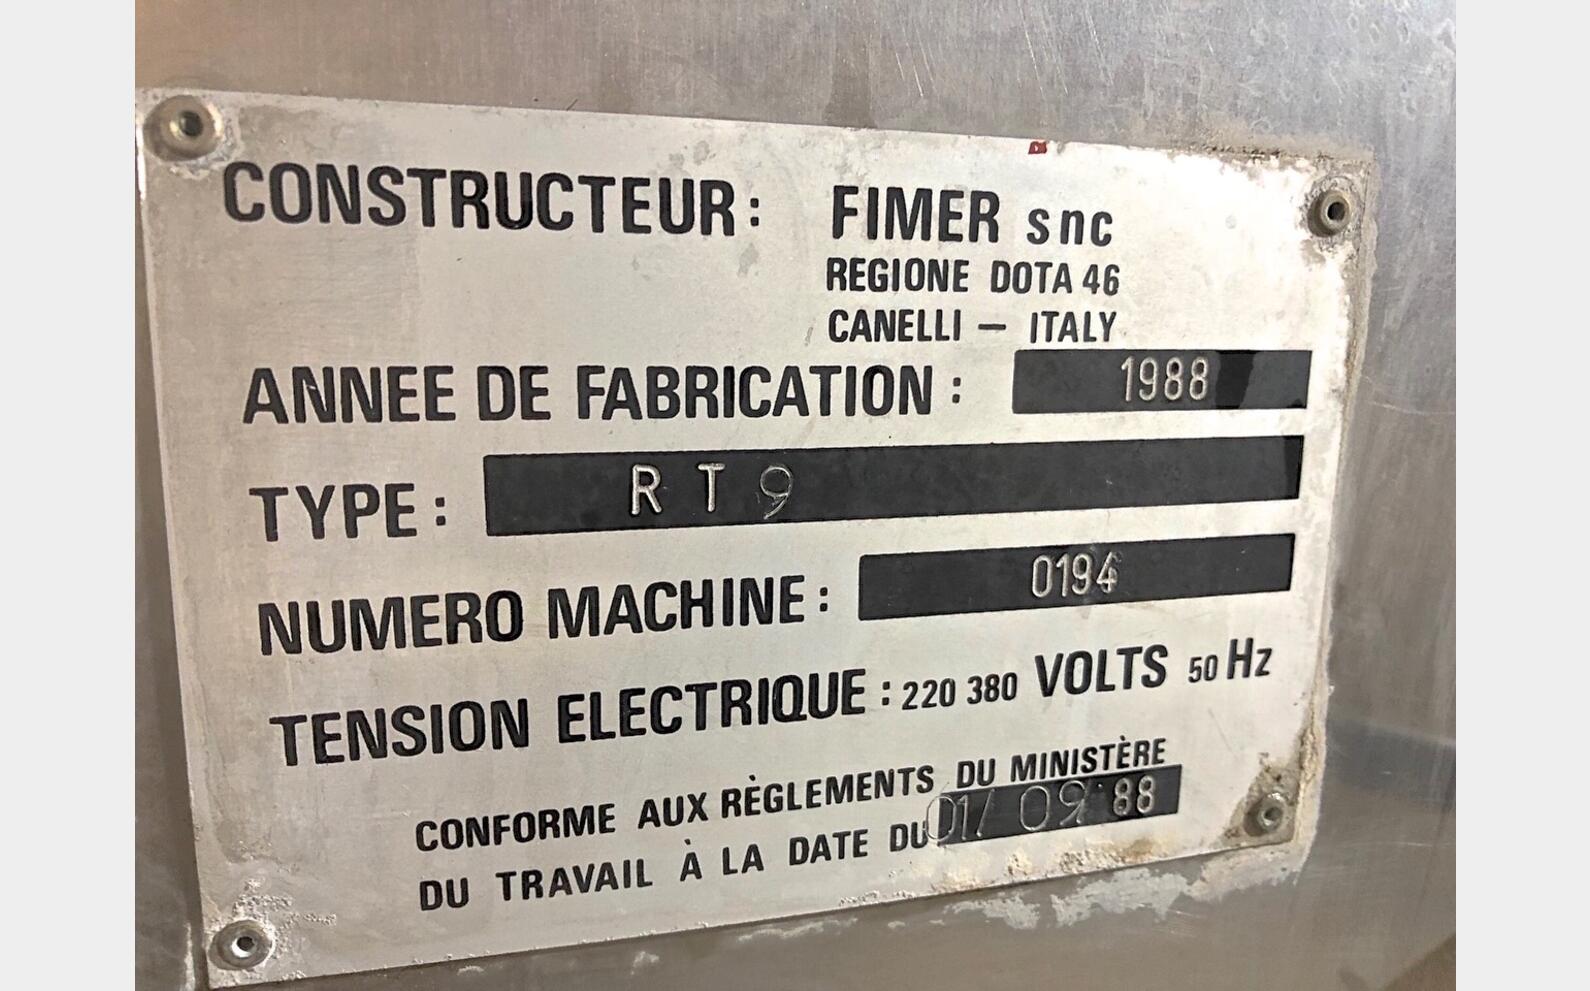 CONSTRUCTEUR: FIMER snc
REGIONE DOTA 46
CANELLI — ITALY
ANNEE DE FABRICATION: 1988
TYPE: RT9
NUMERO MACHINE: 0194
TENSION ELECTRIQUE: 220 380 VOLTS 50 Hz
CONFORME AUX RÈGLEMENTS DU MINISTÈRE
DU TRAVAIL À LA DATE DU 01/09 88